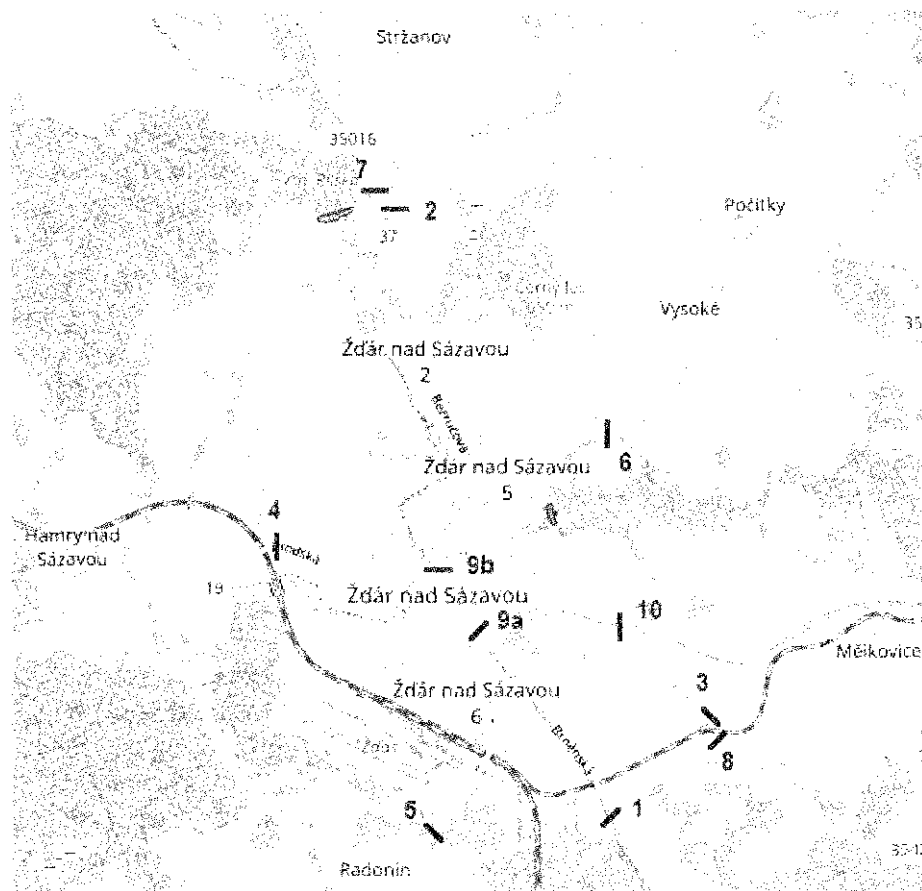 Stržanov
35016
7
2
37
Počítky
Vysoké
Žďár nad Sázavou
2
Bezručova
6
Žďár nad Sázavou
5
4
Hamry nad
Sázavou
19
9b
Žďár nad Sázavou
9a
10
Mělkovice
3
Žďár nad Sázavou
6
Brněnská
8
1
5
Radonín